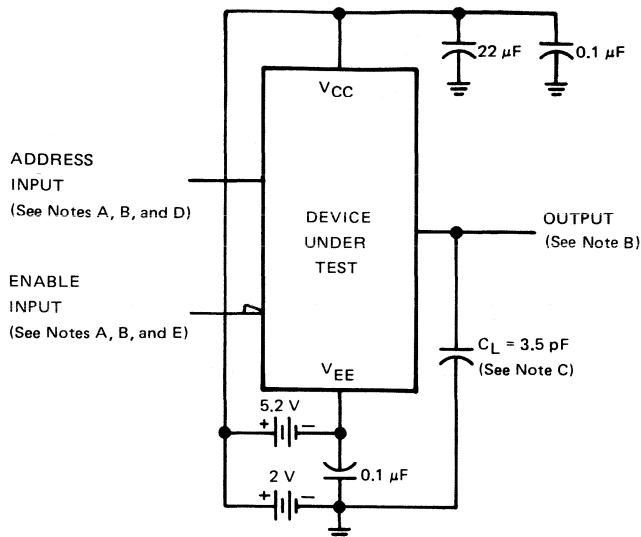 22 µF
0.1 µF
VCC
ADDRESS
INPUT
(See Notes A, B, and D)
DEVICE
UNDER
TEST
OUTPUT
(See Note B)
ENABLE
INPUT
(See Notes A, B, and E)
CL = 3.5 pF
(See Note C)
VEE
5.2 V
+ −
0.1 µF
2 V
+ −